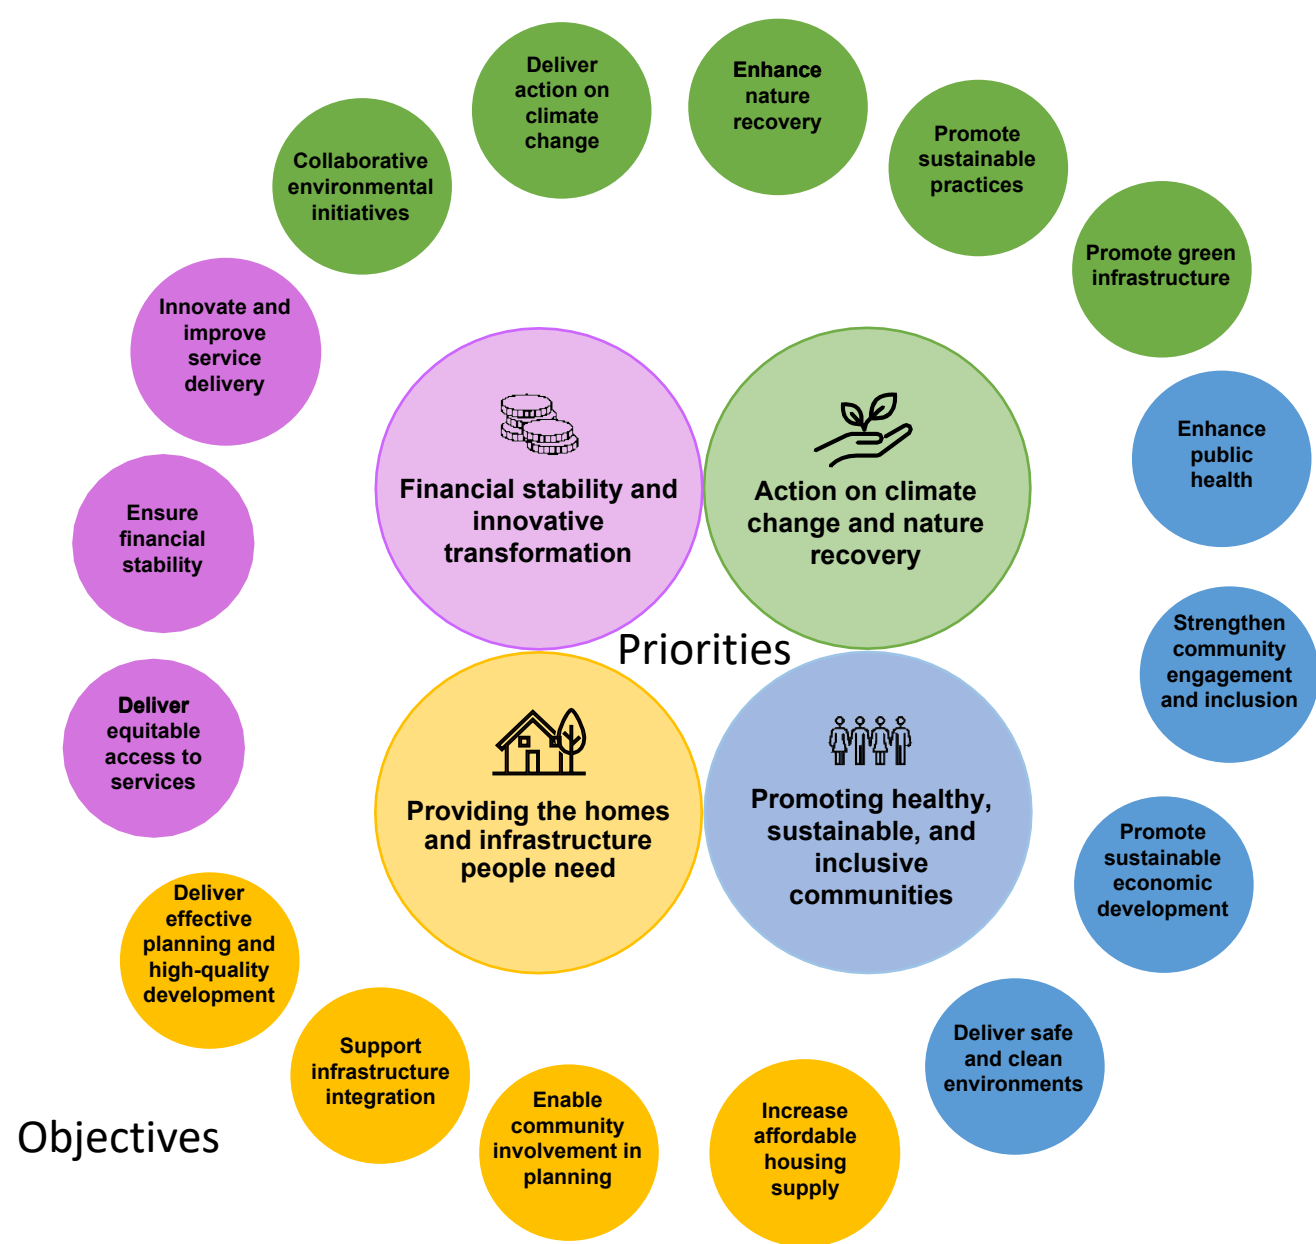 Deliver
action on
climate
change
Enhance
nature
recovery
Promote
sustainable
practices
Collaborative
environmental
initiatives
Promote green
infrastructure
Innovate and
improve
service
delivery
Enhance
public
health
Ensure
financial
stability
Financial stability and
innovative
transformation
Action on climate
change and nature
recovery
Strengthen
community
engagement
and inclusion
Priorities
Deliver
equitable
access to
services
Providing the homes
and infrastructure
people need
Promoting healthy,
sustainable, and
inclusive
communities
Promote
sustainable
economic
development
Deliver
effective
planning and
high-quality
development
Support
infrastructure
integration
Deliver safe
and clean
environments
Enable
community
involvement in
planning
Increase
affordable
housing
supply
Objectives